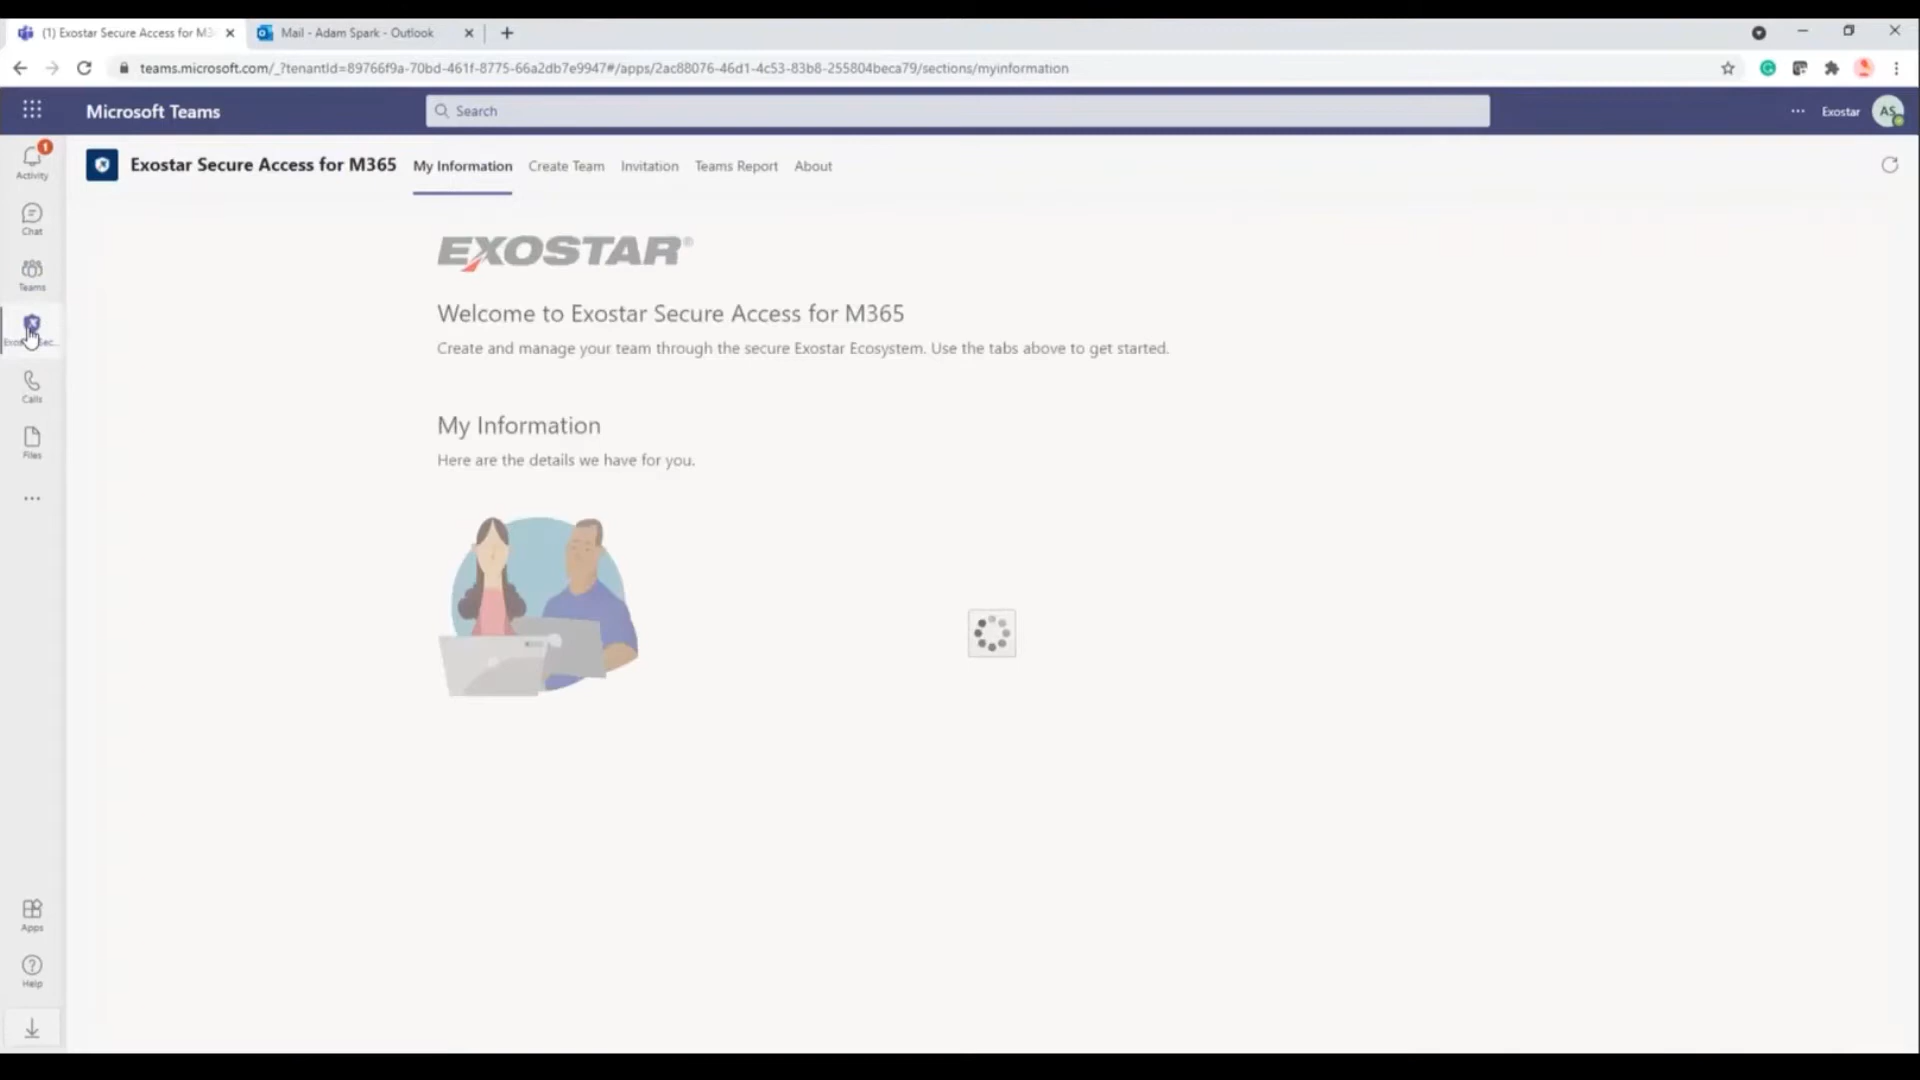 (1) Exostar Secure Access for M3
Mail - Adam Spark - Outlook
teams.microsoft.com/_?tenantId=89766f9a-70bd-461f-8775-66a2db7e9947#/apps/2ac88076-46d1-4c53-83b8-255804beca79/sections/myinformation
Microsoft Teams
Search
Exostar
AS
1
Activity
Chat
Teams
Calls
Files
Apps
Help
Exostar Secure Access for M365
My Information
Create Team
Invitation
Teams Report
About
EXOSTAR®
Welcome to Exostar Secure Access for M365
Create and manage your team through the secure Exostar Ecosystem. Use the tabs above to get started.
My Information
Here are the details we have for you.